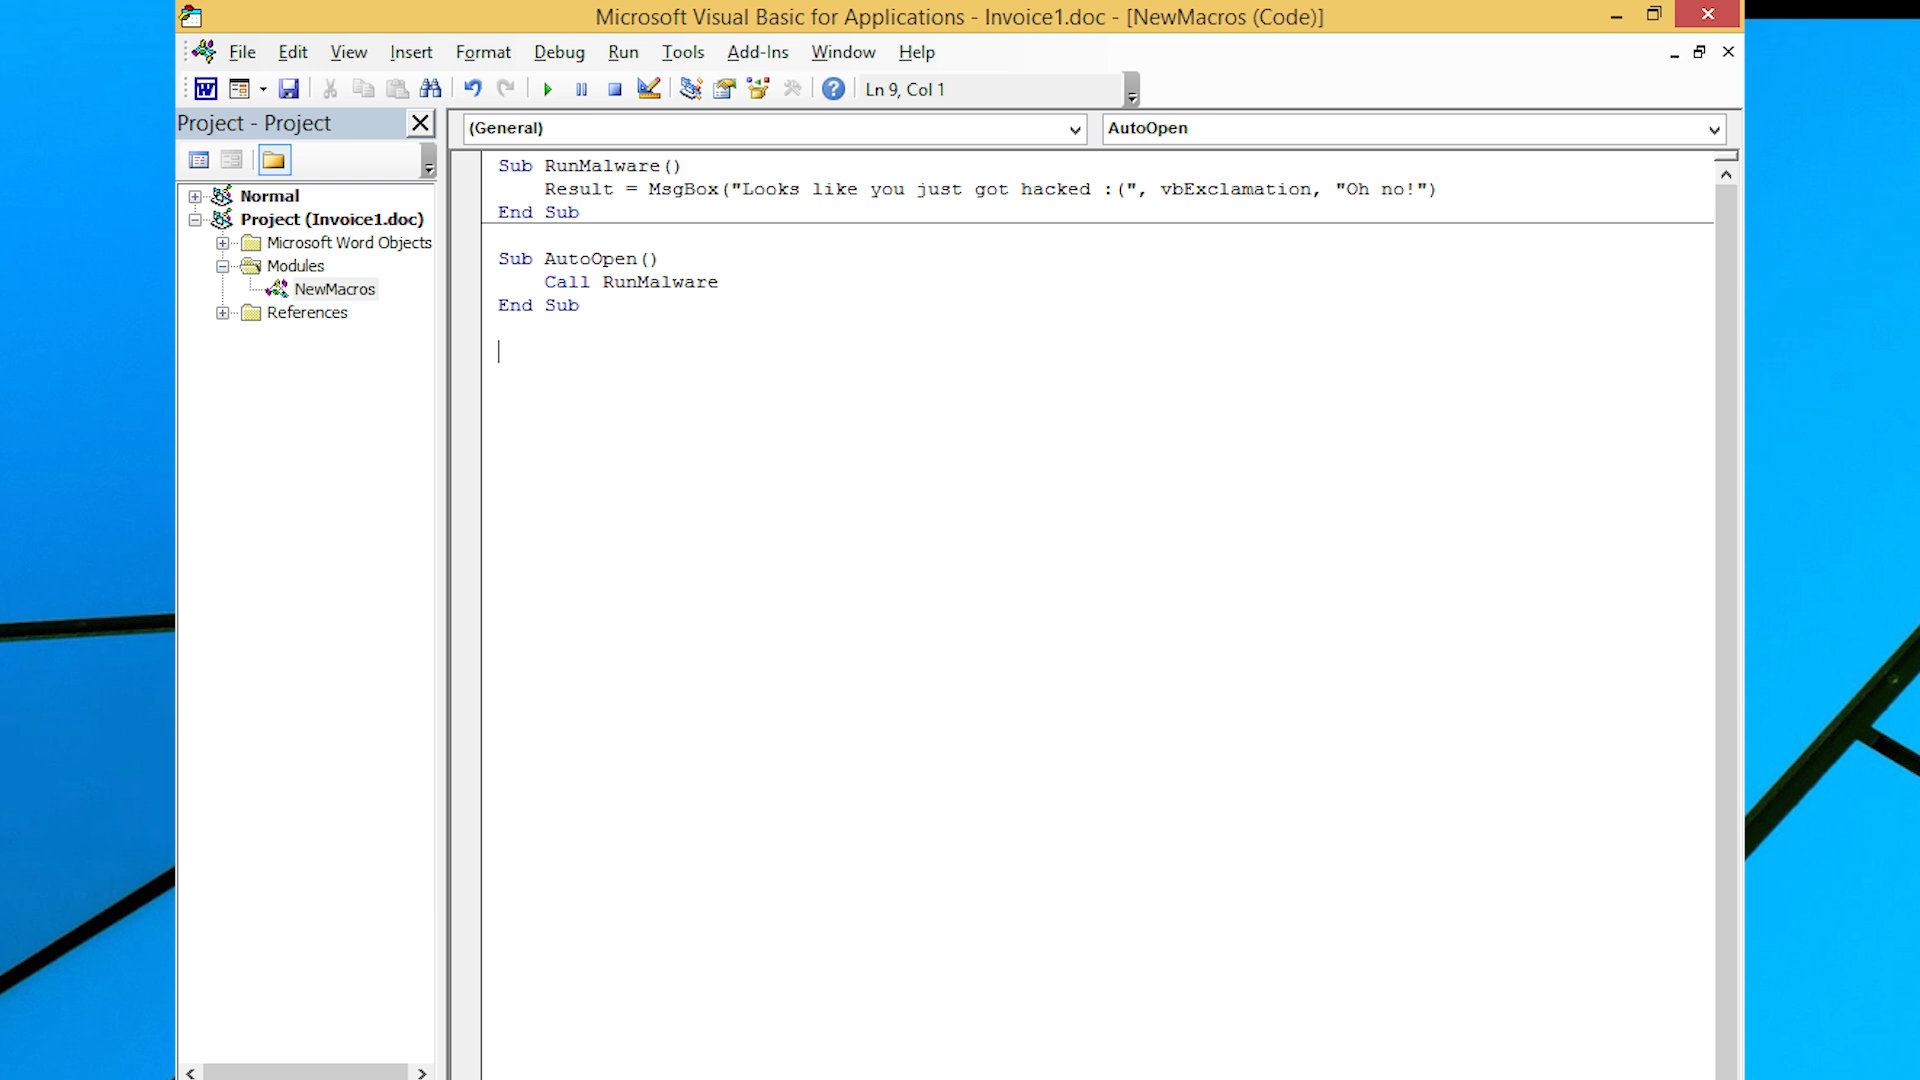 Microsoft Visual Basic for Applications - Invoice1.doc - [NewMacros (Code)]
File Edit View Insert Format Debug Run Tools Add-Ins Window Help
Ln 9, Col 1
Project - Project
(General)
AutoOpen
Normal
Project (Invoice1.doc)
Microsoft Word Objects
Modules
NewMacros
References
Sub RunMalware()
    Result = MsgBox("Looks like you just got hacked :(", vbExclamation, "Oh no!")
End Sub
Sub AutoOpen()
    Call RunMalware
End Sub